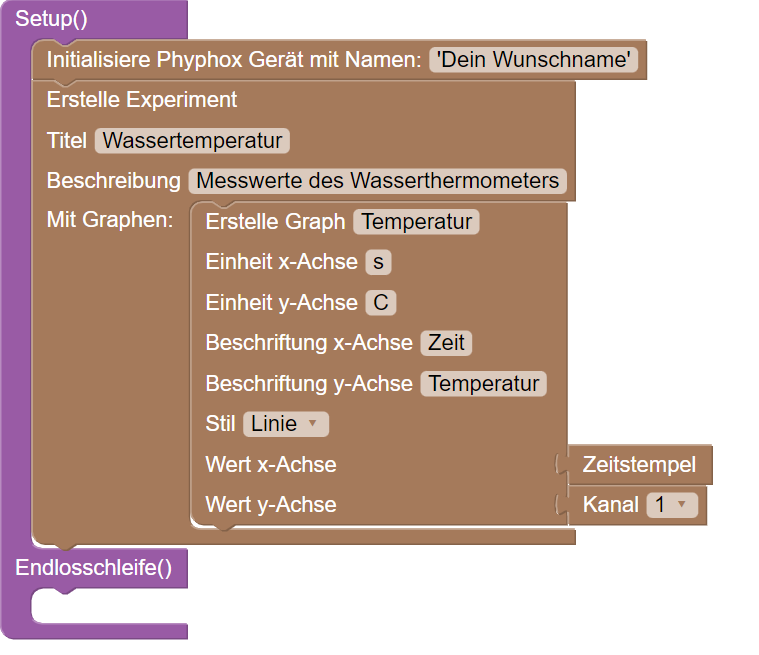 Setup()
Initialisiere Phyphox Gerät mit Namen: 'Dein Wunschname'
Erstelle Experiment
Titel Wassertemperatur
Beschreibung Messwerte des Wasserthermometers
Mit Graphen: Erstelle Graph Temperatur
Einheit x-Achse s
Einheit y-Achse C
Beschriftung x-Achse Zeit
Beschriftung y-Achse Temperatur
Stil Linie
Wert x-Achse Zeitstempel
Wert y-Achse Kanal 1
Endlosschleife()